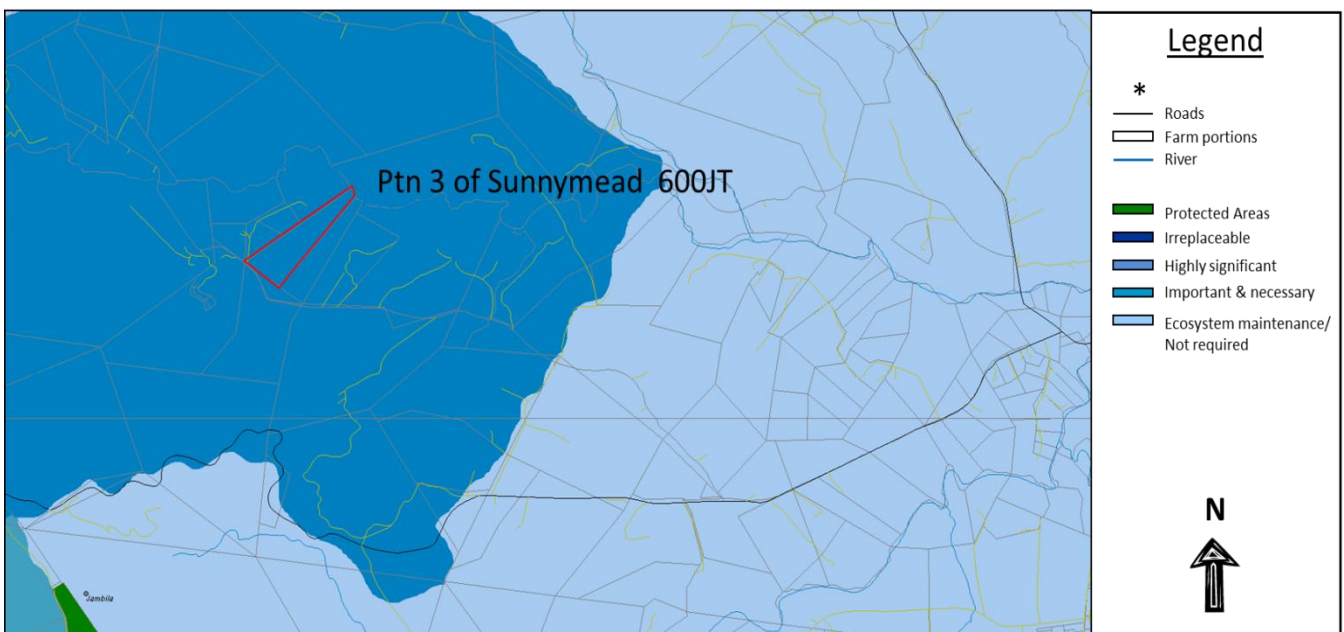 Ptn 3 of Sunnymead 600JT
Jambila
Legend
*
Roads
Farm portions
River
Protected Areas
Irreplaceable
Highly significant
Important & necessary
Ecosystem maintenance/
Not required
N